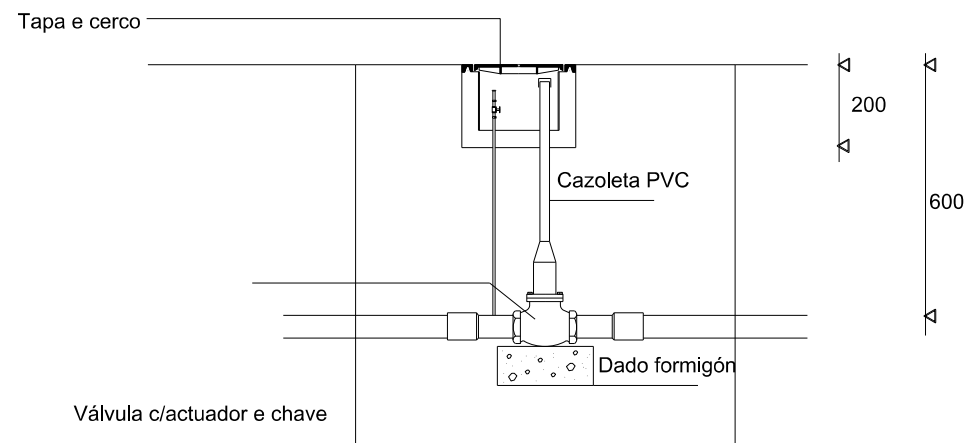 Tapa e cerco
200
Cazoleta PVC
600
Dado formigón
Válvula c/actuador e chave